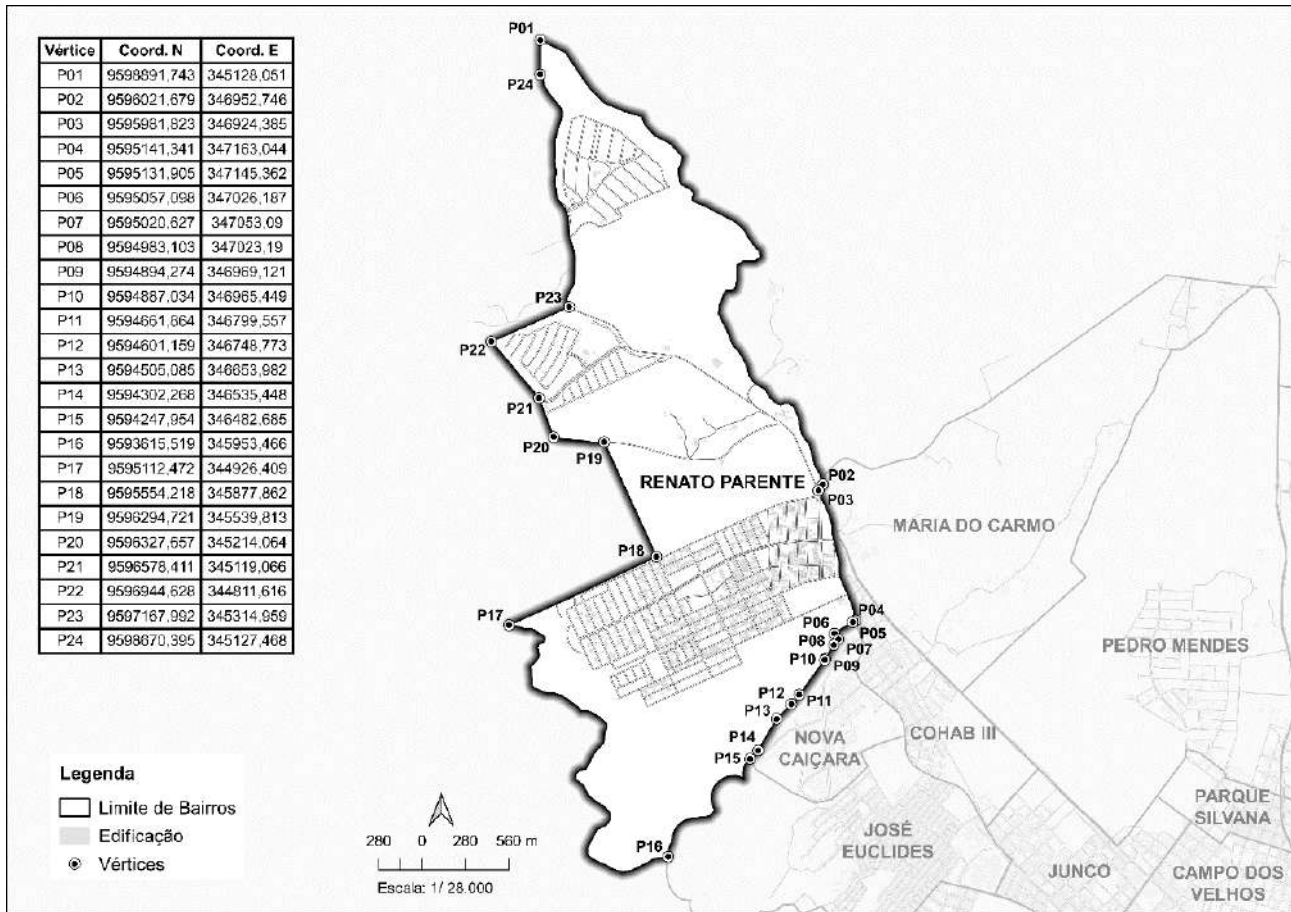 Vértice Coord. N Coord. E
P01 9598891,743 345128,051
P02 9596021,679 346952,746
P03 9595981,823 346924,385
P04 9595141,341 347163,044
P05 9595131,905 347145,362
P06 9595057,098 347026,187
P07 9595020,627 347053,09
P08 9594983,103 347023,19
P09 9594894,274 346969,121
P10 9594887,034 346965,449
P11 9594661,664 346799,557
P12 9594601,159 346748,773
P13 9594505,085 346653,982
P14 9594302,268 346535,448
P15 9594247,954 346482,685
P16 9593615,519 345953,466
P17 9595112,472 344926,409
P18 9595554,218 345877,862
P19 9596294,721 345539,813
P20 9596327,657 345214,064
P21 9596578,411 345119,066
P22 9596944,628 344811,616
P23 9597167,992 345314,959
P24 9598670,395 345127,468
P01
P24
P23
P22
P21
P20
P19
RENATO PARENTE
P02
P03
MARIA DO CARMO
P18
P17
P04
P06
P05
P08
P07
PEDRO MENDES
P10
P09
P12
P11
P13
NOVA
CAIÇARA
COHAB III
P14
P15
PARQUE
SILVANA
JOSÉ
EUCLIDES
P16
JUNCO
CAMPO DOS
VELHOS
Legenda
Limite de Bairros
Edificação
Vértices
280 0 280 560 m
Escala: 1/ 28.000